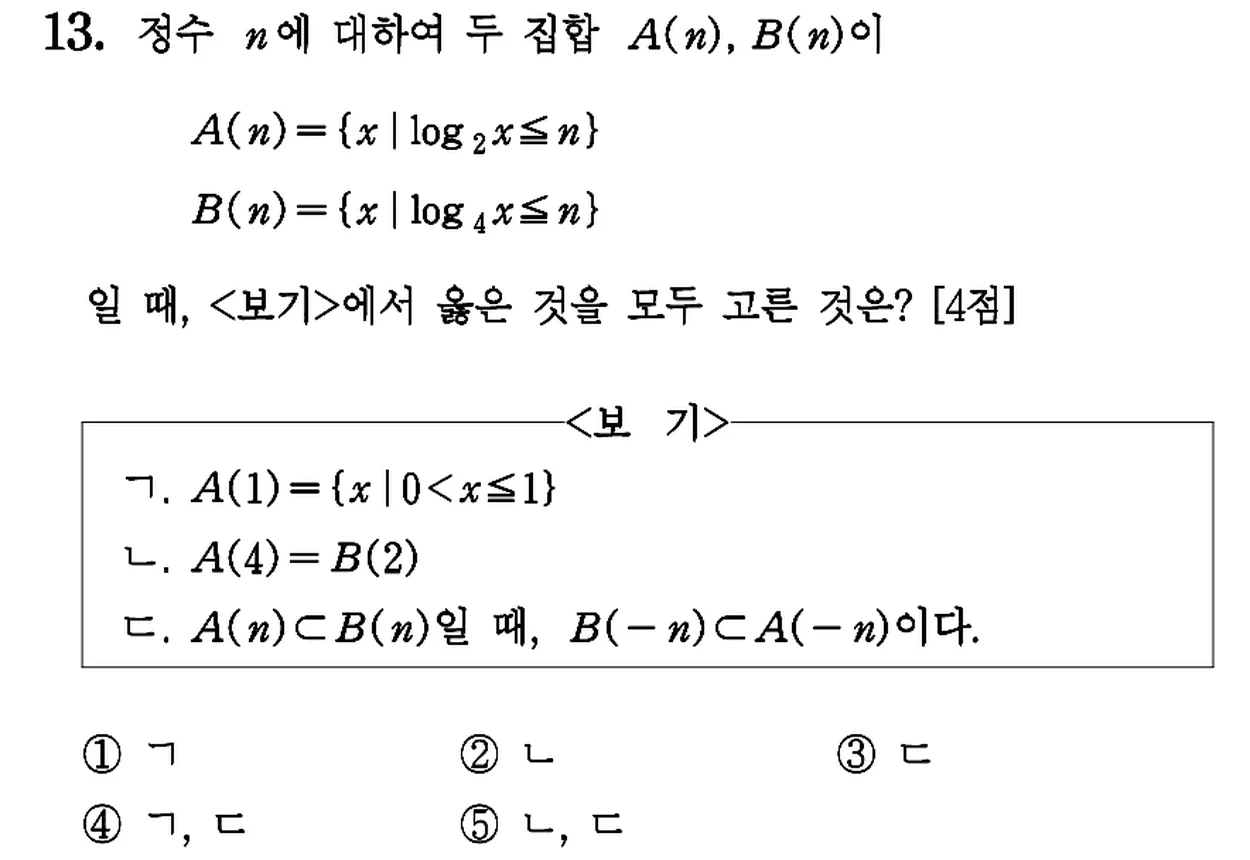 13. 정수 n에 대하여 두 집합 A(n), B(n)이
A(n)={x | log₂x≦n}
B(n)={x | log₄x≦n}
일 때, <보기>에서 옳은 것을 모두 고른 것은? [4점]
<보 기>
ㄱ. A(1)={x | 0<x≦1}
ㄴ. A(4)=B(2)
ㄷ. A(n)⊂B(n)일 때, B(-n)⊂A(-n)이다.
① ㄱ ② ㄴ ③ ㄷ
④ ㄱ, ㄷ ⑤ ㄴ, ㄷ